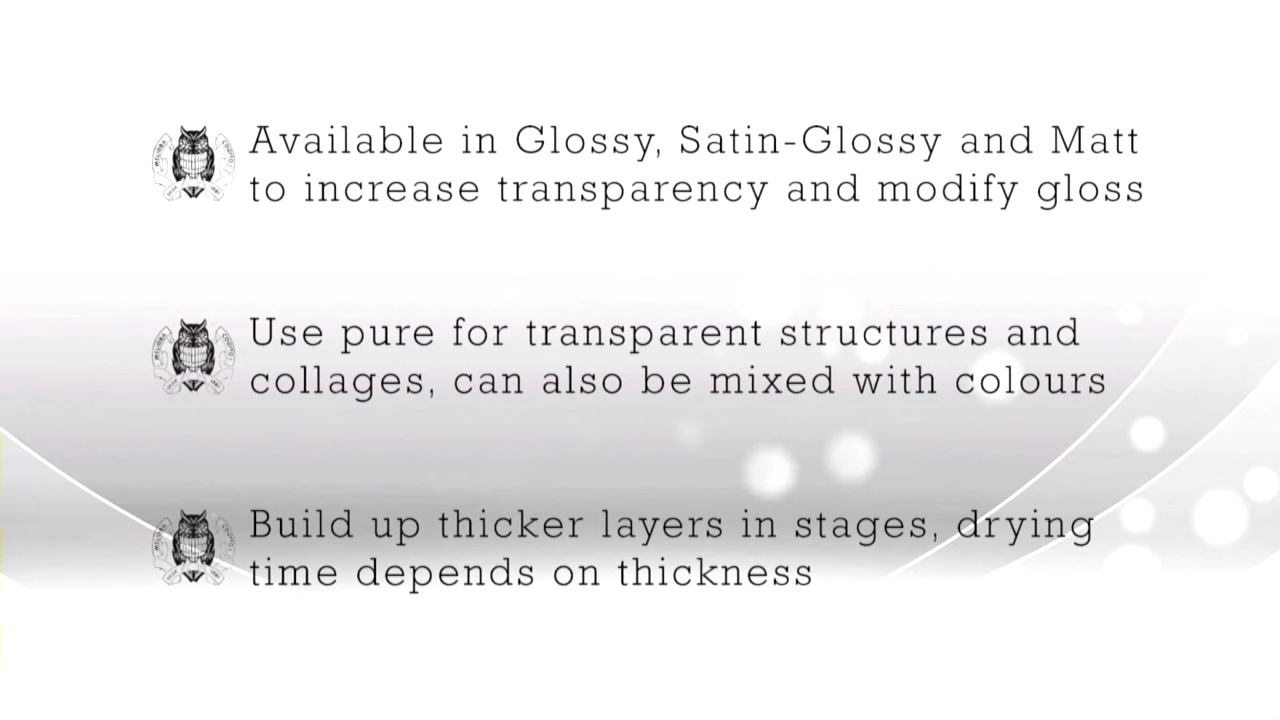 Available in Glossy, Satin-Glossy and Matt
to increase transparency and modify gloss
Use pure for transparent structures and
collages, can also be mixed with colours
Build up thicker layers in stages, drying
time depends on thickness